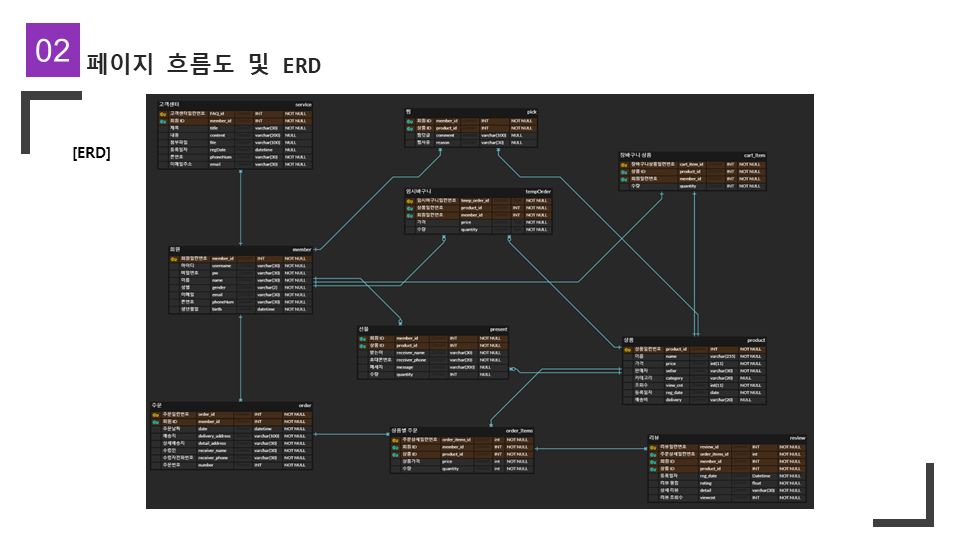 02
페이지 흐름도 및 ERD
[ERD]
고객센터 service
고객센터일련번호 FAQ_id INT NOT NULL
회원 ID member_id INT NOT NULL
제목 title varchar(30) NOT NULL
내용 content varchar(200) NULL
첨부파일 file varchar(100) NULL
등록일자 regDate datetime NULL
폰번호 phoneNum varchar(20) NOT NULL
이메일주소 email varchar(30) NOT NULL
찜 pick
회원 ID member_id INT NOT NULL
상품 ID product_id INT NOT NULL
찜한글 comment varchar(100) NULL
찜사유 reason varchar(30) NULL
장바구니 상품 cart_item
장바구니상품일련번호 cart_item_id INT NOT NULL
상품 ID product_id INT NOT NULL
회원일련번호 member_id INT NOT NULL
수량 quantity INT NOT NULL
임시바구니 tempOrder
임시바구니일련번호 temp_order_id NOT NULL
상품일련번호 product_id INT NOT NULL
회원일련번호 member_id INT NOT NULL
가격 price NOT NULL
수량 quantity NOT NULL
회원 member
회원일련번호 member_id INT NOT NULL
아이디 username varchar(30) NOT NULL
비밀번호 pw varchar(30) NOT NULL
이름 name varchar(30) NOT NULL
성별 gender varchar(2) NOT NULL
이메일 email varchar(30) NOT NULL
폰번호 phoneNum varchar(30) NOT NULL
생년월일 birth datetime NOT NULL
선물 present
회원 ID member_id INT NOT NULL
상품 ID product_id INT NOT NULL
받는이 receiver_name varchar(30) NOT NULL
휴대폰번호 receiver_phone varchar(20) NOT NULL
메세지 message varchar(200) NULL
수량 quantity INT NULL
상품 product
상품일련번호 product_id INT NOT NULL
이름 name varchar(255) NOT NULL
가격 price int(11) NOT NULL
판매자 seller varchar(30) NOT NULL
카테고리 category varchar(20) NULL
조회수 view_cnt int(11) NOT NULL
등록일자 reg_date date NOT NULL
배송비 delivery varchar(20) NULL
주문 order
주문일련번호 order_id INT NOT NULL
회원 ID member_id INT NOT NULL
주문날짜 date datetime NOT NULL
배송지 delivery_address varchar(100) NOT NULL
상세배송지 detail_address varchar(30) NOT NULL
수령인 receiver_name varchar(30) NOT NULL
수령자전화번호 receiver_phone varchar(30) NOT NULL
주문번호 number INT NOT NULL
상품별 주문 order_items
주문상세일련번호 order_items_id int NOT NULL
회원 ID member_id INT NOT NULL
상품 ID product_id INT NOT NULL
상품가격 price int NOT NULL
수량 quantity int NOT NULL
리뷰 review
리뷰일련번호 review_id INT NOT NULL
주문상세일련번호 order_items_id int NOT NULL
회원 ID member_id INT NOT NULL
상품 ID product_id INT NOT NULL
등록일자 reg_date Datetime NOT NULL
리뷰 평점 rating float NOT NULL
상세 리뷰 detail varchar(30) NOT NULL
리뷰 조회수 viewcnt INT NOT NULL